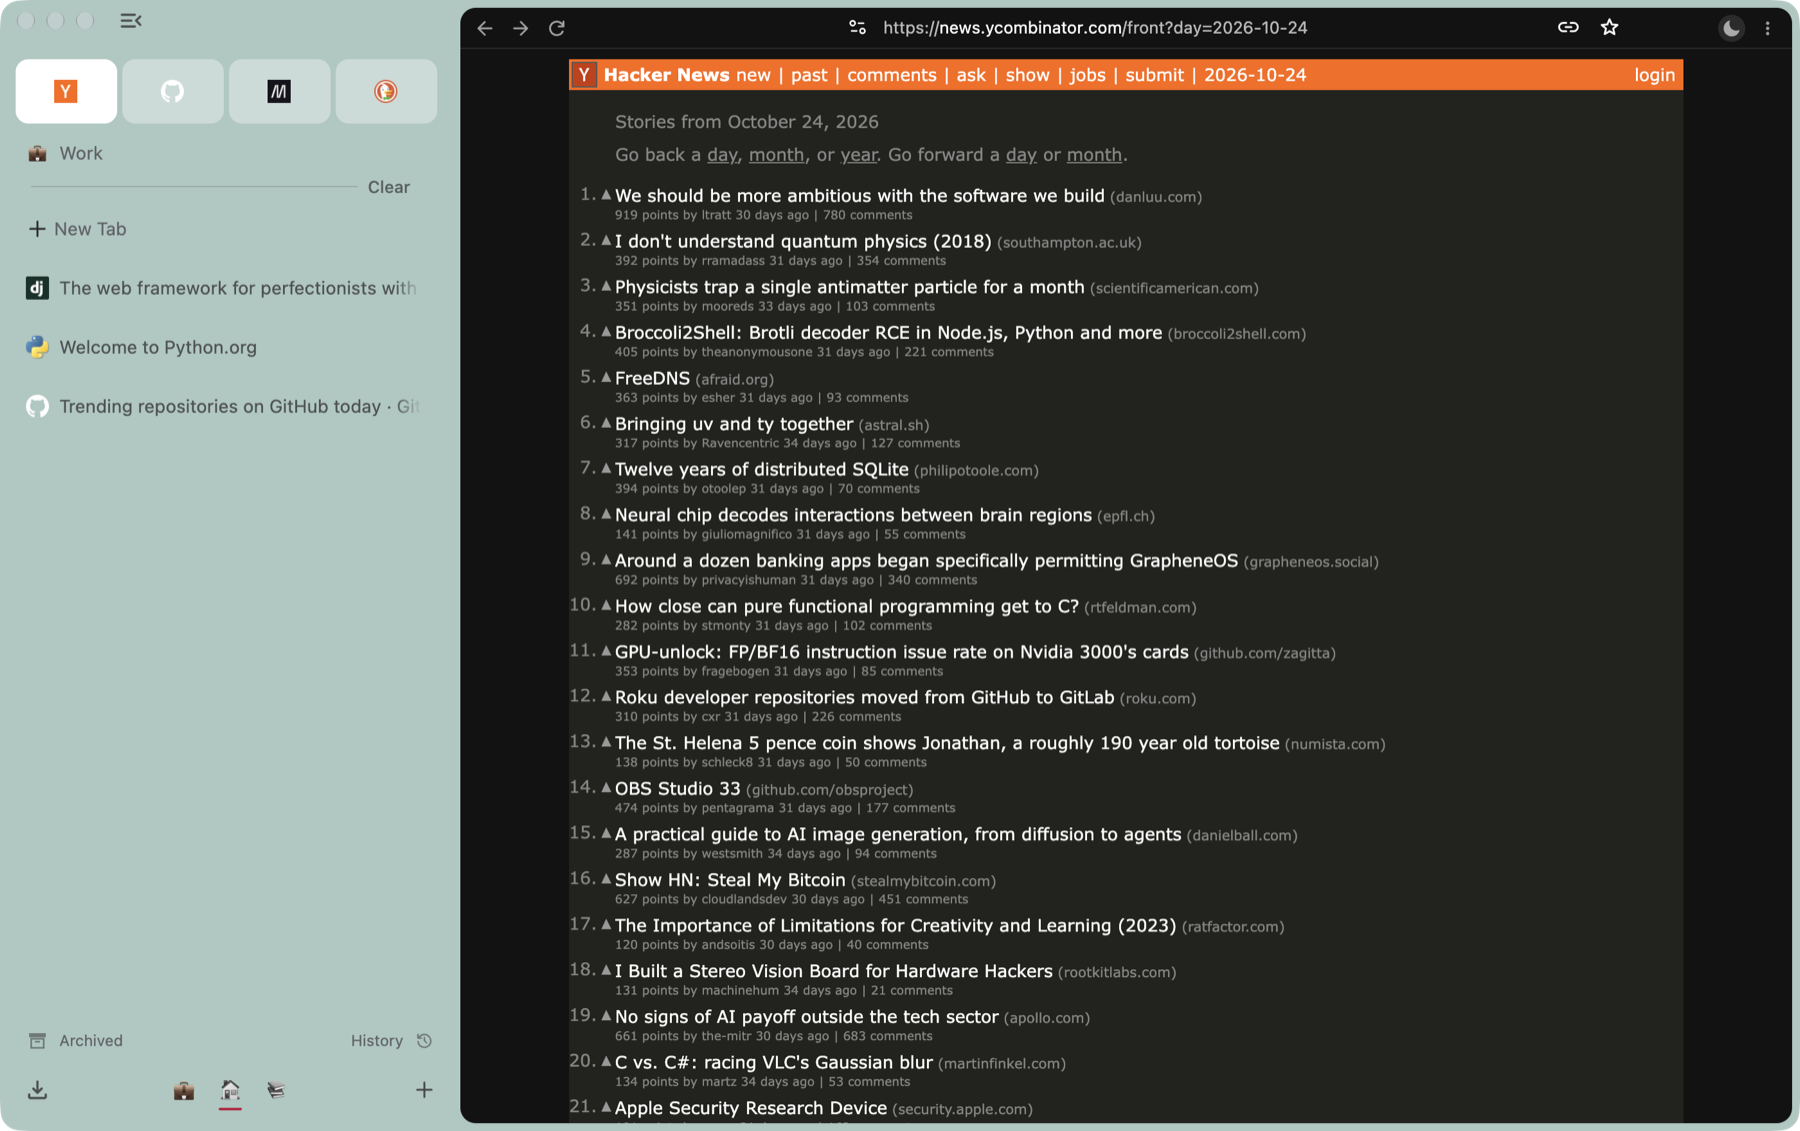 https://news.ycombinator.com/front?day=2026-10-24
Work
Clear
New Tab
The web framework for perfectionists with
Welcome to Python.org
Trending repositories on GitHub today · Git
Archived
History
Y Hacker News new | past | comments | ask | show | jobs | submit | 2026-10-24 login
Stories from October 24, 2026
Go back a day, month, or year. Go forward a day or month.
1. We should be more ambitious with the software we build (danluu.com)
919 points by ltratt 30 days ago | 780 comments
2. I don't understand quantum physics (2018) (southampton.ac.uk)
392 points by rramadass 31 days ago | 354 comments
3. Physicists trap a single antimatter particle for a month (scientificamerican.com)
351 points by mooreds 33 days ago | 103 comments
4. Broccoli2Shell: Brotli decoder RCE in Node.js, Python and more (broccoli2shell.com)
405 points by theanonymousone 31 days ago | 221 comments
5. FreeDNS (afraid.org)
363 points by esher 31 days ago | 93 comments
6. Bringing uv and ty together (astral.sh)
317 points by Ravencentric 34 days ago | 127 comments
7. Twelve years of distributed SQLite (philipotoole.com)
394 points by otoolep 31 days ago | 70 comments
8. Neural chip decodes interactions between brain regions (epfl.ch)
141 points by giuliomagnifico 31 days ago | 55 comments
9. Around a dozen banking apps began specifically permitting GrapheneOS (grapheneos.social)
692 points by privacyishuman 31 days ago | 340 comments
10. How close can pure functional programming get to C? (rtfeldman.com)
282 points by stmonty 31 days ago | 102 comments
11. GPU-unlock: FP/BF16 instruction issue rate on Nvidia 3000's cards (github.com/zagitta)
353 points by fragebogen 31 days ago | 85 comments
12. Roku developer repositories moved from GitHub to GitLab (roku.com)
310 points by cxr 31 days ago | 226 comments
13. The St. Helena 5 pence coin shows Jonathan, a roughly 190 year old tortoise (numista.com)
138 points by schleck8 31 days ago | 50 comments
14. OBS Studio 33 (github.com/obsproject)
474 points by pentagrama 31 days ago | 177 comments
15. A practical guide to AI image generation, from diffusion to agents (danielball.com)
287 points by westsmith 34 days ago | 94 comments
16. Show HN: Steal My Bitcoin (stealmybitcoin.com)
627 points by cloudlandsdev 30 days ago | 451 comments
17. The Importance of Limitations for Creativity and Learning (2023) (ratfactor.com)
120 points by andsoitis 30 days ago | 40 comments
18. I Built a Stereo Vision Board for Hardware Hackers (rootkitlabs.com)
131 points by machinehum 34 days ago | 21 comments
19. No signs of AI payoff outside the tech sector (apollo.com)
661 points by the-mitr 30 days ago | 683 comments
20. C vs. C#: racing VLC's Gaussian blur (martinfinkel.com)
134 points by martz 34 days ago | 53 comments
21. Apple Security Research Device (security.apple.com)